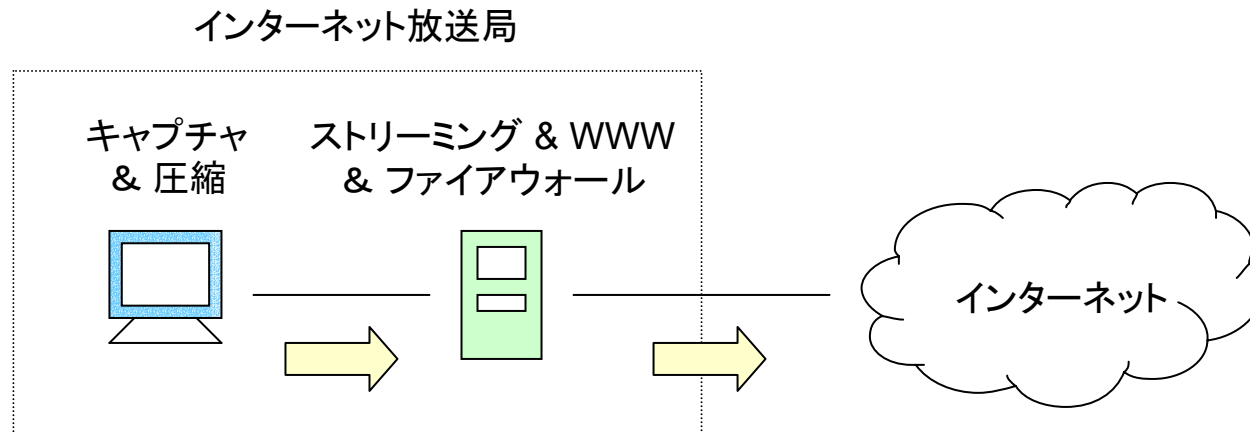 インターネット放送局
キャプチャ
& 圧縮
ストリーミング & WWW
& ファイアウォール
インターネット